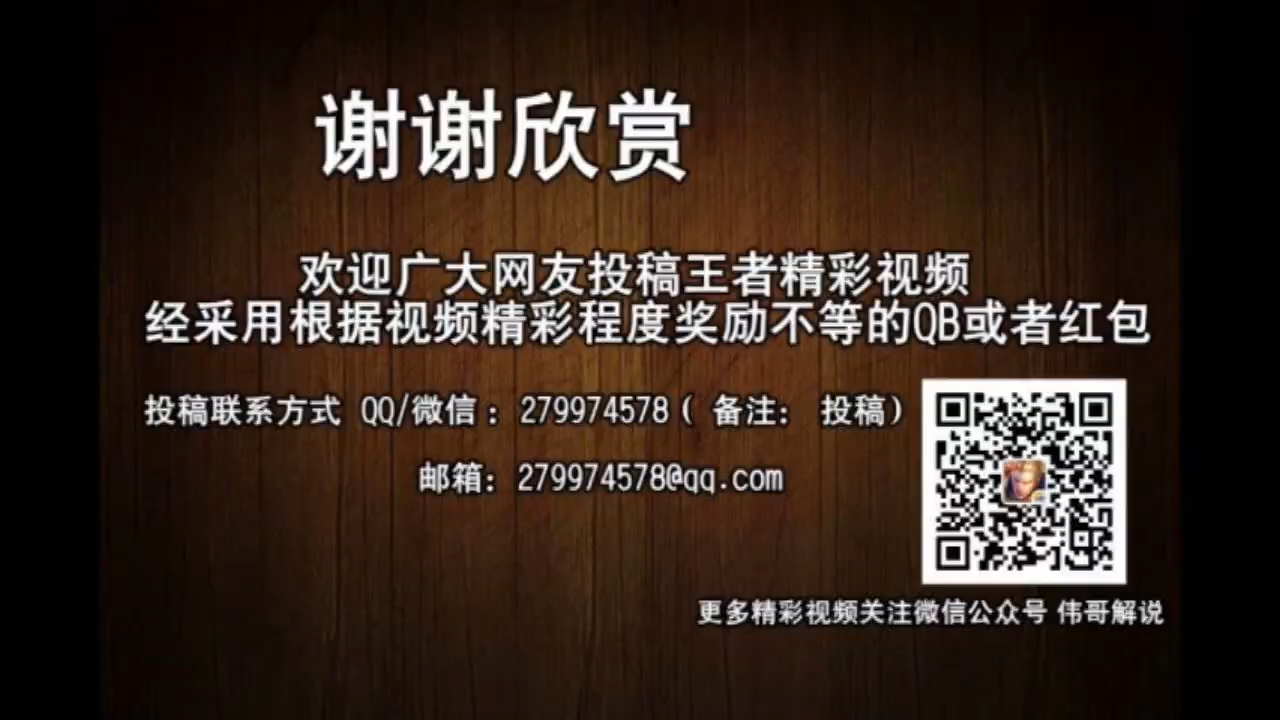 谢谢欣赏
欢迎广大网友投稿王者精彩视频
经采用根据视频精彩程度奖励不等的QB或者红包
投稿联系方式 QQ/微信：279974578（ 备注： 投稿）
邮箱：279974578@qq.com
更多精彩视频关注微信公众号 伟哥解说